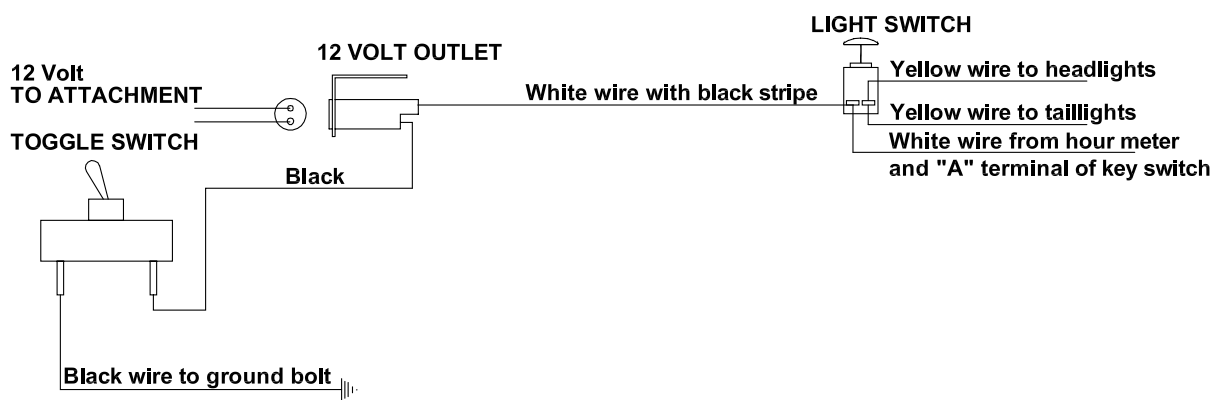 LIGHT SWITCH
12 VOLT OUTLET
12 Volt
TO ATTACHMENT
Yellow wire to headlights
White wire with black stripe
Yellow wire to taillights
TOGGLE SWITCH
White wire from hour meter
and "A" terminal of key switch
Black
Black wire to ground bolt